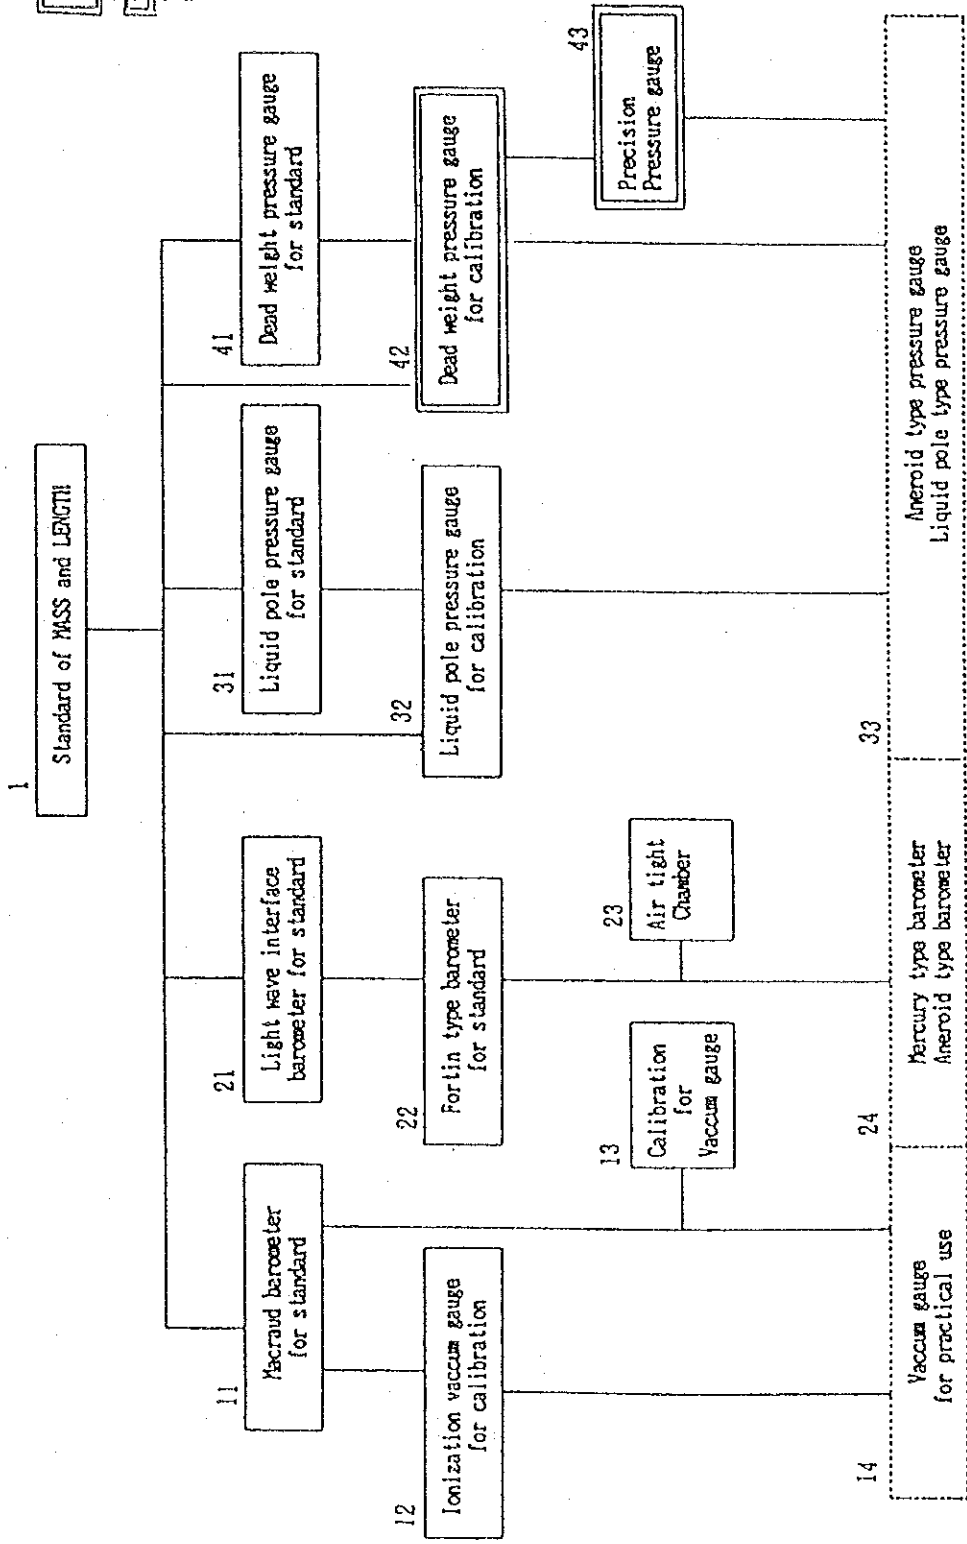 1
Standard of MASS and LENGTH
11
Macraud barometer
for standard
21
Light wave interface
barometer for standard
31
Liquid pole pressure gauge
for standard
41
Dead weight pressure gauge
for standard
12
Ionization vaccum gauge
for calibration
22
Fortin type barometer
for standard
32
Liquid pole pressure gauge
for calibration
42
Dead weight pressure gauge
for calibration
13
Calibration
for
Vaccum gauge
23
Air tight
Chamber
43
Precision
Pressure gauge
14
Vaccum gauge
for practical use
24
Mercury type barometer
Aneroid type barometer
33
Aneroid type pressure gauge
Liquid pole type pressure gauge